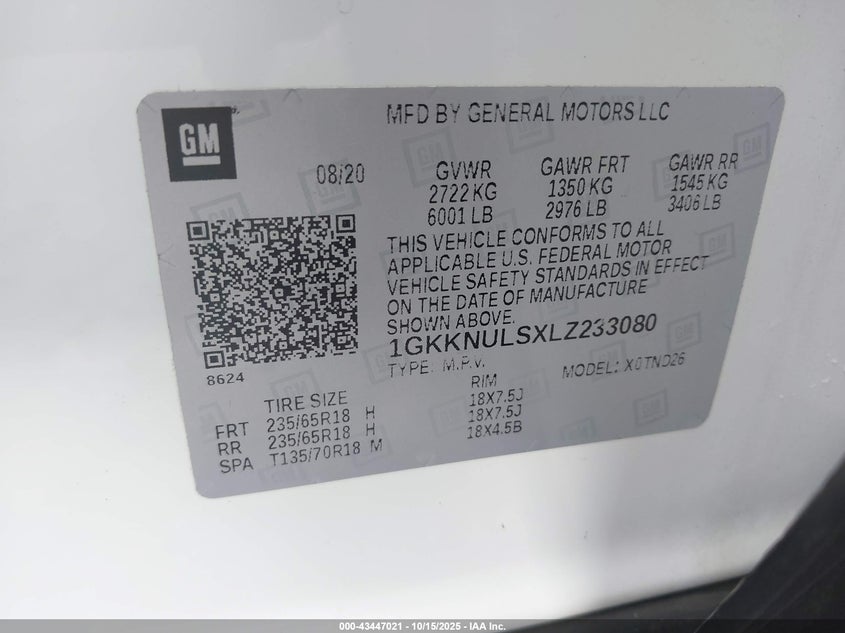 GM
MFD BY GENERAL MOTORS LLC
08/20
GVWR GAWR FRT GAWR RR
2722 KG 1350 KG 1545 KG
6001 LB 2976 LB 3406 LB
THIS VEHICLE CONFORMS TO ALL
APPLICABLE U.S. FEDERAL MOTOR
VEHICLE SAFETY STANDARDS IN EFFECT
ON THE DATE OF MANUFACTURE
SHOWN ABOVE.
1GKKNULSXLZ233080
TYPE: M.P.V. MODEL: X0TND26
8624
TIRE SIZE RIM
FRT 235/65R18 H 18X7.5J
RR 235/65R18 H 18X7.5J
SPA T135/70R18 M 18X4.5B
000-43447021 - 10/15/2025 - IAA Inc.